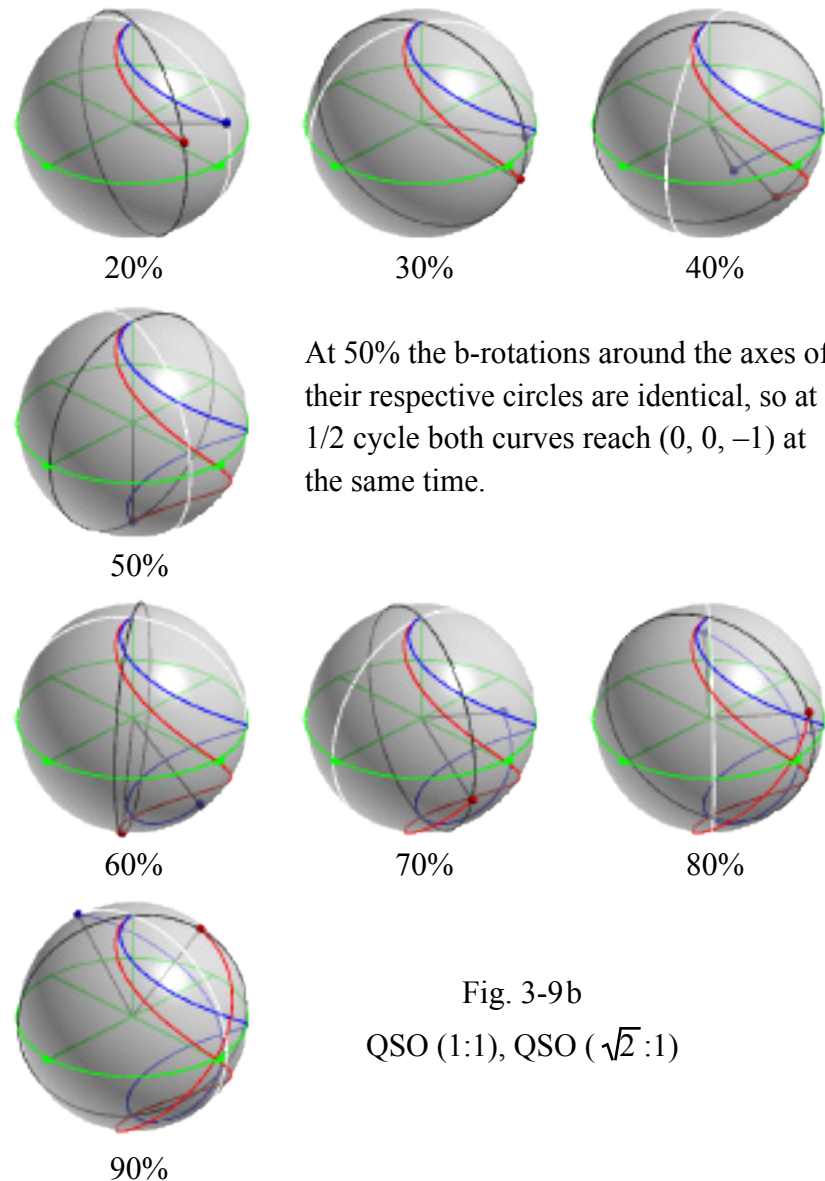 20%
30%
40%
At 50% the b-rotations around the axes of
their respective circles are identical, so at
1/2 cycle both curves reach (0, 0, –1) at
the same time.
50%
60%
70%
80%
Fig. 3-9b
QSO (1:1), QSO ( √2 :1)
90%